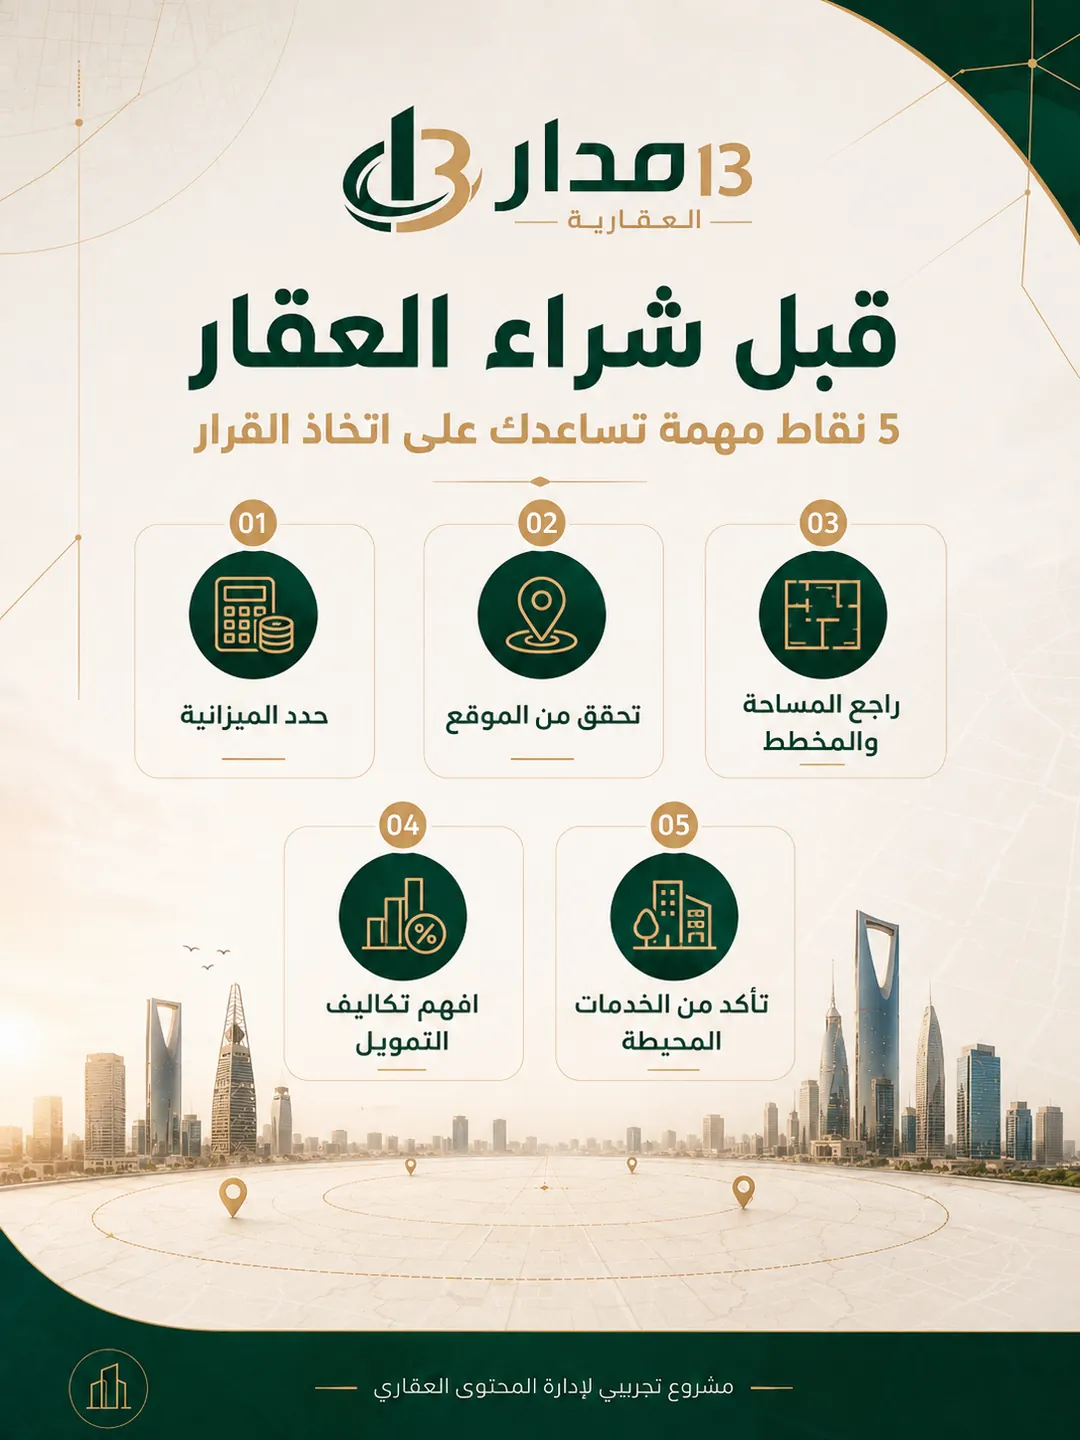 مدار 13
العقارية
قبل شراء العقار
5 نقاط مهمة تساعدك على اتخاذ القرار
01
حدد الميزانية
02
تحقق من الموقع
03
راجع المساحة
والمخطط
04
افهم تكاليف
التمويل
05
تأكد من الخدمات
المحيطة
مشروع تجريبي لإدارة المحتوى العقاري